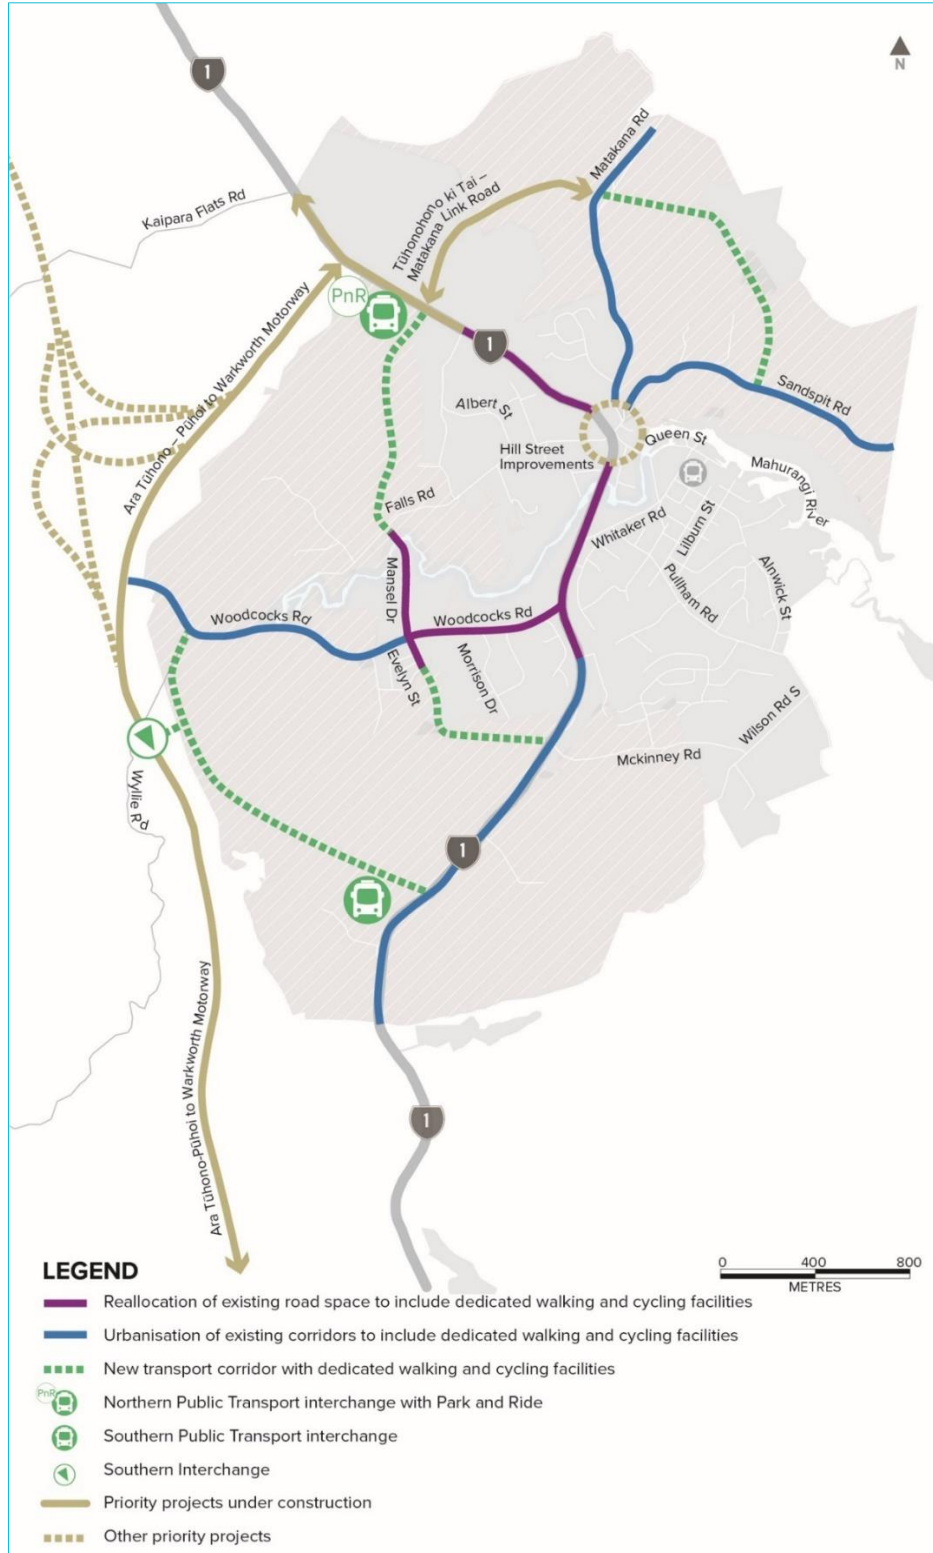 1
N
Matakana Rd
Kaipara Flats Rd
Tūhonohono ki Tai –
Matakana Link Road
PnR
1
Ara Tūhono – Pūhoi to Warkworth Motorway
Albert St
Sandspit Rd
Hill Street
Improvements
Queen St
Mahurangi
River
Falls Rd
Whitaker Rd
Lilburn St
Mansel Dr
Pullham Rd
Alnwick St
Woodcocks Rd
Woodcocks Rd
Evelyn St
Morrison Dr
Wilson Rd S
Mckinney Rd
Wyllie Rd
1
Ara Tūhono-Pūhoi to Warkworth Motorway
1
LEGEND
0 400 800
METRES
Reallocation of existing road space to include dedicated walking and cycling facilities
Urbanisation of existing corridors to include dedicated walking and cycling facilities
New transport corridor with dedicated walking and cycling facilities
PnR
Northern Public Transport interchange with Park and Ride
Southern Public Transport interchange
Southern Interchange
Priority projects under construction
Other priority projects